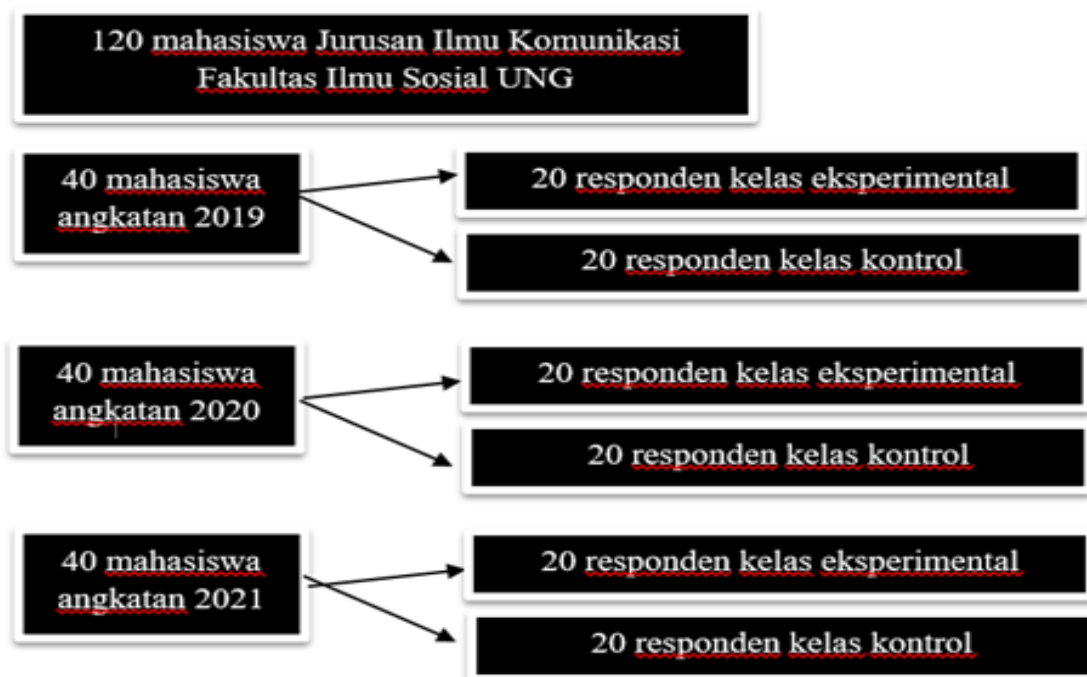 120 mahasiswa Jurusan Ilmu Komunikasi
Fakultas Ilmu Sosial UNG
40 mahasiswa
angkatan 2019
20 responden kelas eksperimental
20 responden kelas kontrol
40 mahasiswa
angkatan 2020
20 responden kelas eksperimental
20 responden kelas kontrol
40 mahasiswa
angkatan 2021
20 responden kelas eksperimental
20 responden kelas kontrol